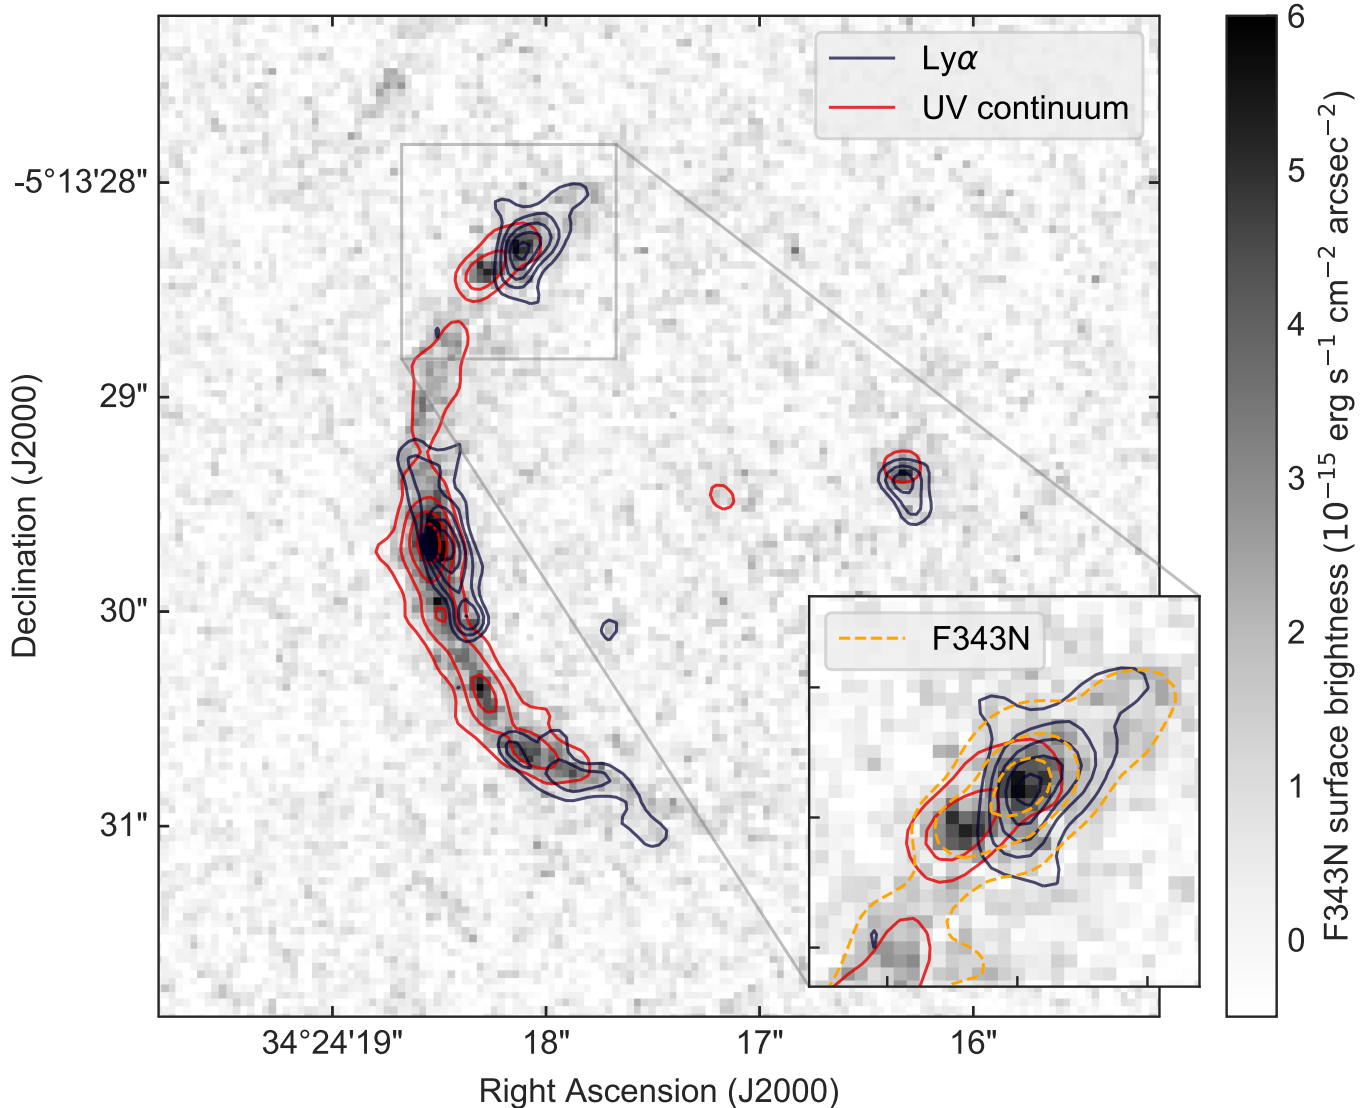 Lyα
UV continuum
-5°13'28"
29"
30"
31"
Declination (J2000)
34°24'19"
18"
17"
16"
Right Ascension (J2000)
F343N
6
5
4
3
2
1
0
F343N surface brightness (10⁻¹⁵ erg s⁻¹ cm⁻² arcsec⁻²)